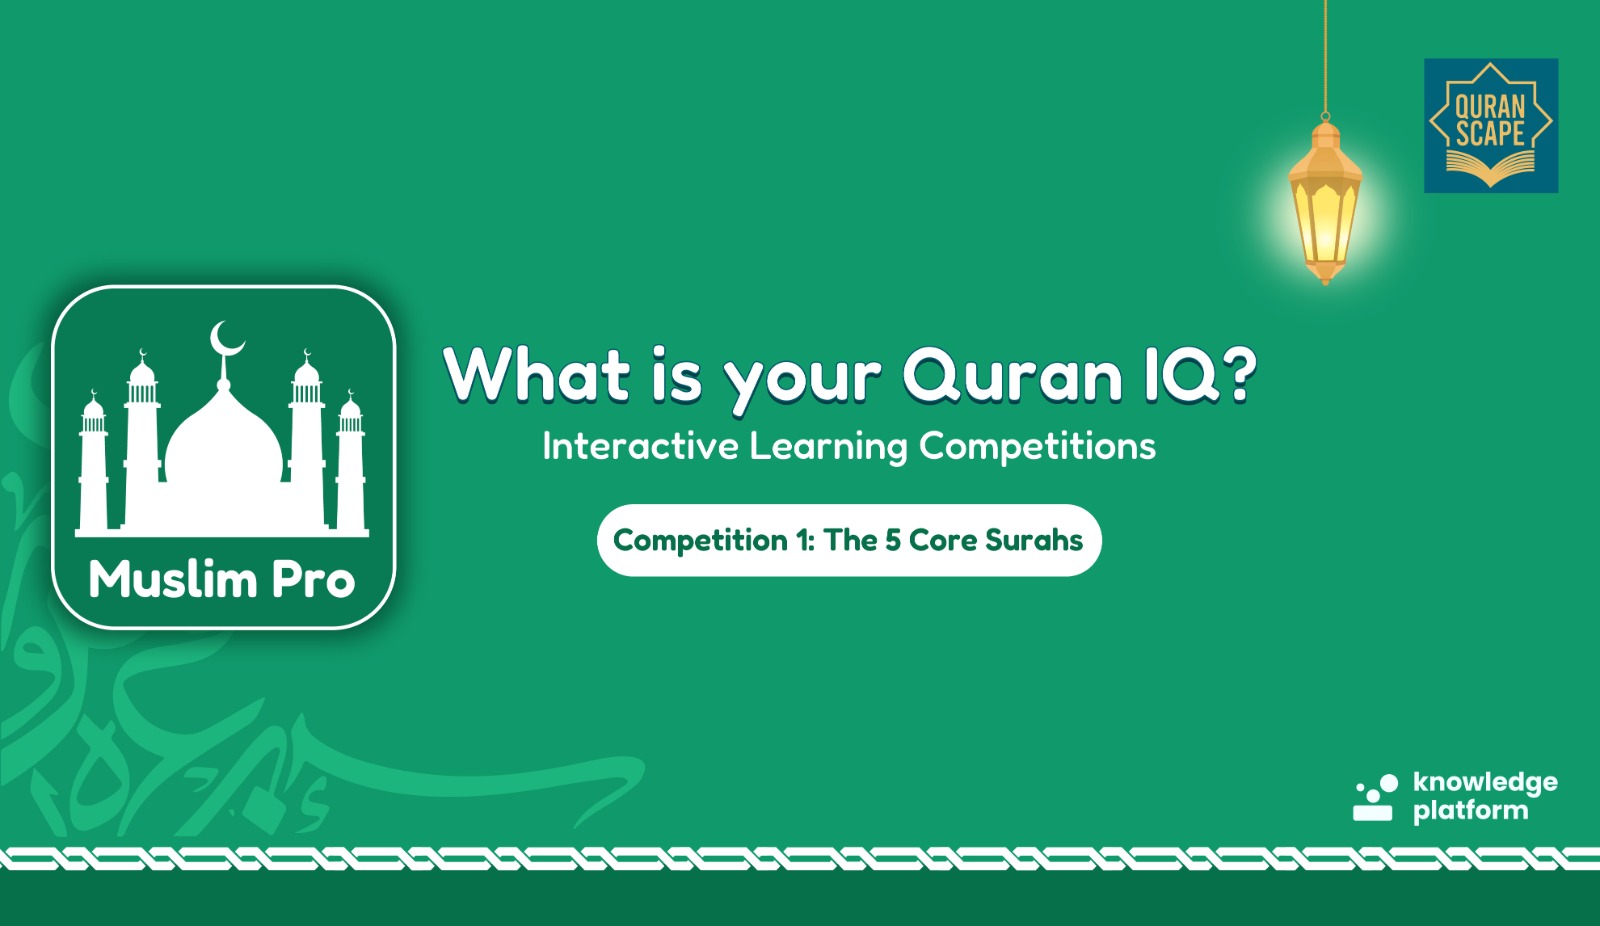 QURAN
SCAPE
What is your Quran IQ?
Interactive Learning Competitions
Competition 1: The 5 Core Surahs
Muslim Pro
knowledge
platform